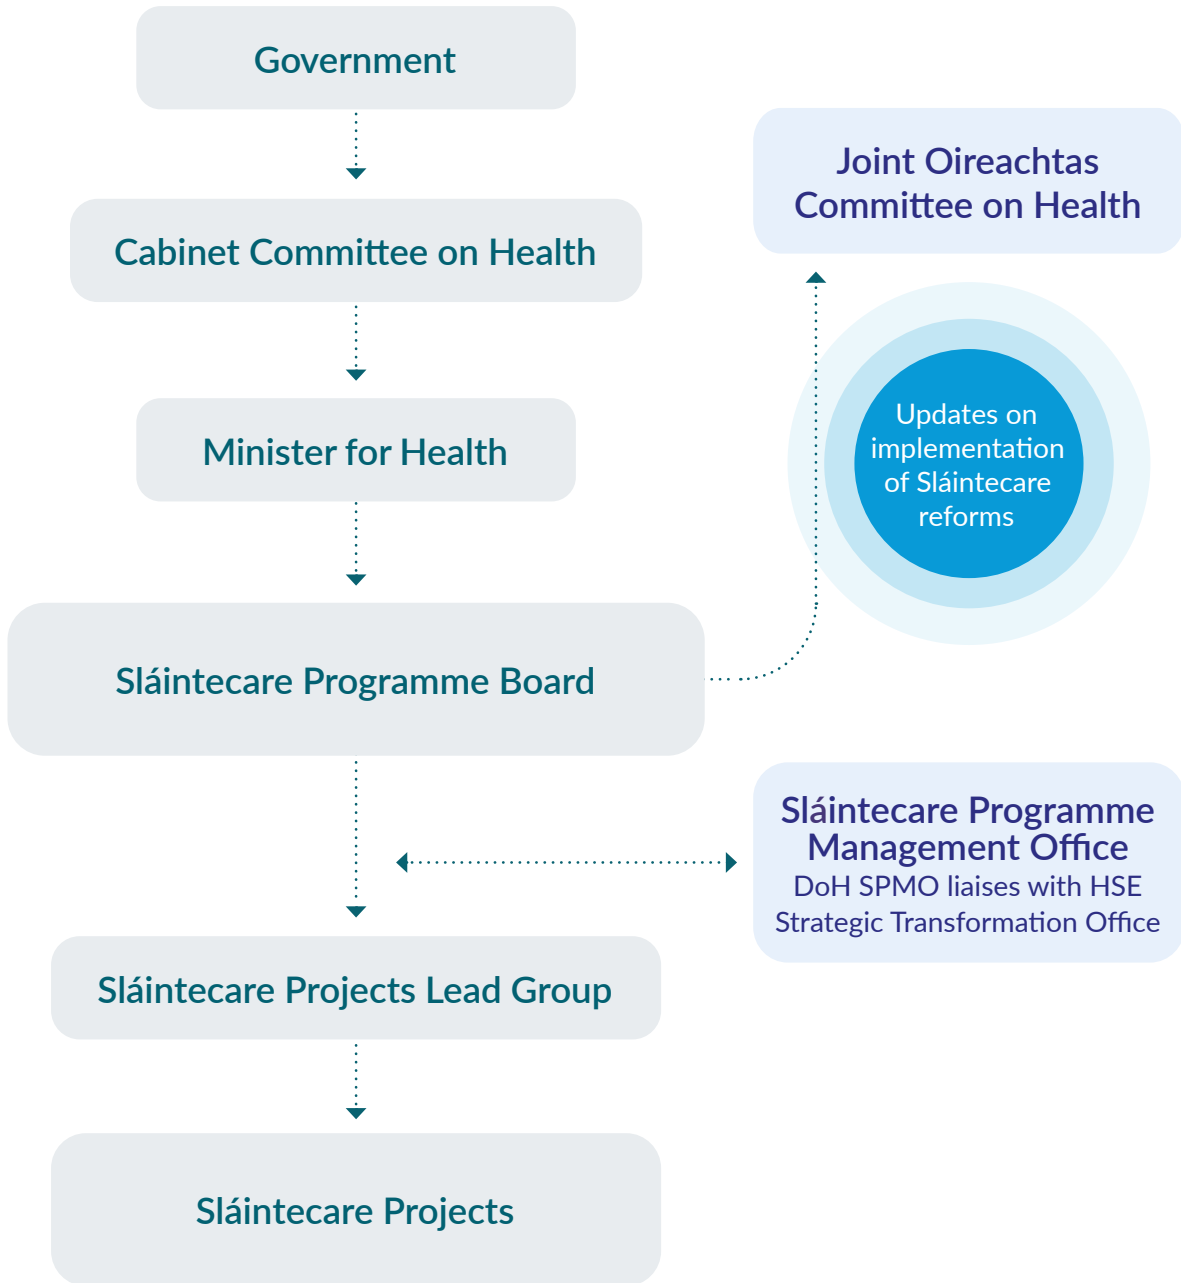 Government
Cabinet Committee on Health
Minister for Health
Sláintecare Programme Board
Joint Oireachtas
Committee on Health
Updates on
implementation
of Sláintecare
reforms
Sláintecare Programme
Management Office
DoH SPMO liaises with HSE
Strategic Transformation Office
Sláintecare Projects Lead Group
Sláintecare Projects